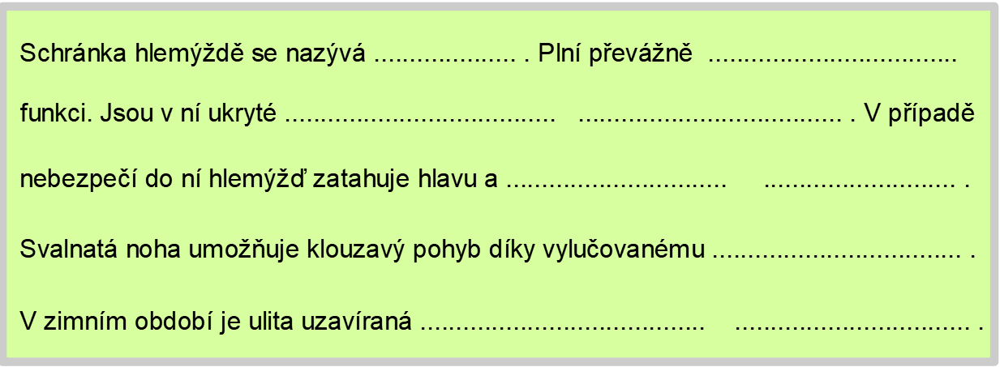 Schránka hlemýždě se nazývá .................... . Plní převážně ...................................
funkci. Jsou v ní ukryté ...................................... ..................................... . V případě
nebezpečí do ní hlemýžď zatahuje hlavu a ............................... ........................... .
Svalnatá noha umožňuje klouzavý pohyb díky vylučovanému ................................... .
V zimním období je ulita uzavíraná ........................................ ................................. .